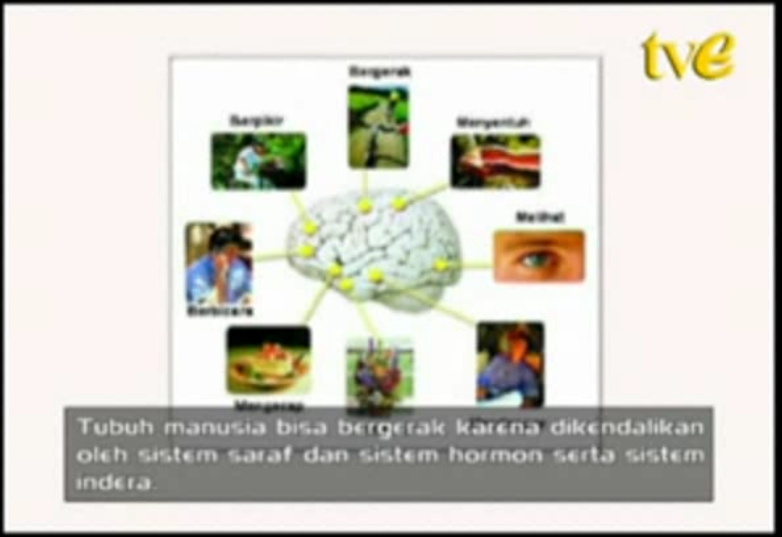 tve
Bergerak
Berpikir
Menyentuh
Melihat
Berbicara
Mengecap
Tubuh manusia bisa bergerak karena dikendalikan
oleh sistem saraf dan sistem hormon serta sistem
indera.